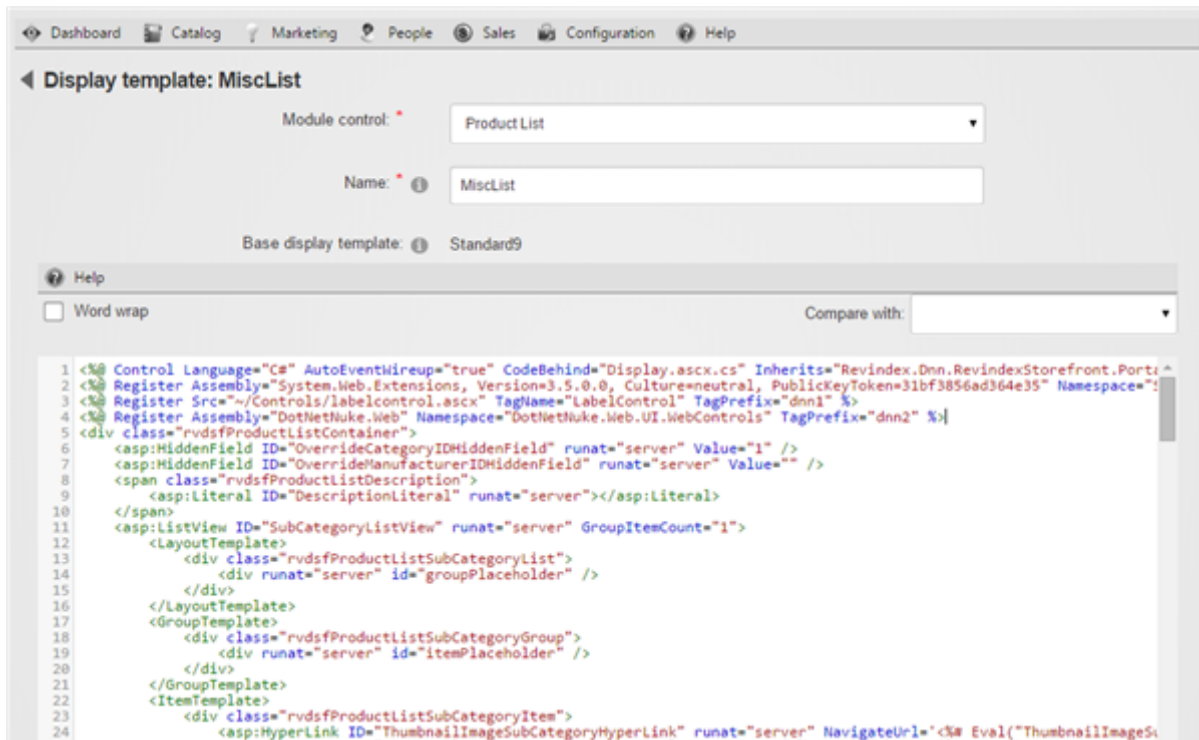 Dashboard Catalog Marketing People Sales Configuration Help
Display template: MiscList
Module control: * Product List
Name: * MiscList
Base display template: Standard9
Help
Word wrap Compare with:
1 <%@ Control Language="C#" AutoEventWireup="true" CodeBehind="Display.ascx.cs" Inherits="Revindex.Dnn.RevindexStorefront.Porta
2 <%@ Register Assembly="System.Web.Extensions, Version=3.5.0.0, Culture=neutral, PublicKeyToken=31bf3856ad364e35" Namespace="S
3 <%@ Register Src="~/Controls/labelcontrol.ascx" TagName="LabelControl" TagPrefix="dnn1" %>
4 <%@ Register Assembly="DotNetNuke.Web" Namespace="DotNetNuke.Web.UI.WebControls" TagPrefix="dnn2" %>
5 <div class="rvdsfProductListContainer">
6 <asp:HiddenField ID="OverrideCategoryIDHiddenField" runat="server" Value="1" />
7 <asp:HiddenField ID="OverrideManufacturerIDHiddenField" runat="server" Value="" />
8 <span class="rvdsfProductListDescription">
9 <asp:Literal ID="DescriptionLiteral" runat="server"></asp:Literal>
10 </span>
11 <asp:ListView ID="SubCategoryListView" runat="server" GroupItemCount="1">
12 <LayoutTemplate>
13 <div class="rvdsfProductListSubCategoryList">
14 <div runat="server" id="groupPlaceholder" />
15 </div>
16 </LayoutTemplate>
17 <GroupTemplate>
18 <div class="rvdsfProductListSubCategoryGroup">
19 <div runat="server" id="itemPlaceholder" />
20 </div>
21 </GroupTemplate>
22 <ItemTemplate>
23 <div class="rvdsfProductListSubCategoryItem">
24 <asp:HyperLink ID="ThumbnailImageSubCategoryHyperLink" runat="server" NavigateUrl='<%# Eval("ThumbnailImageSu